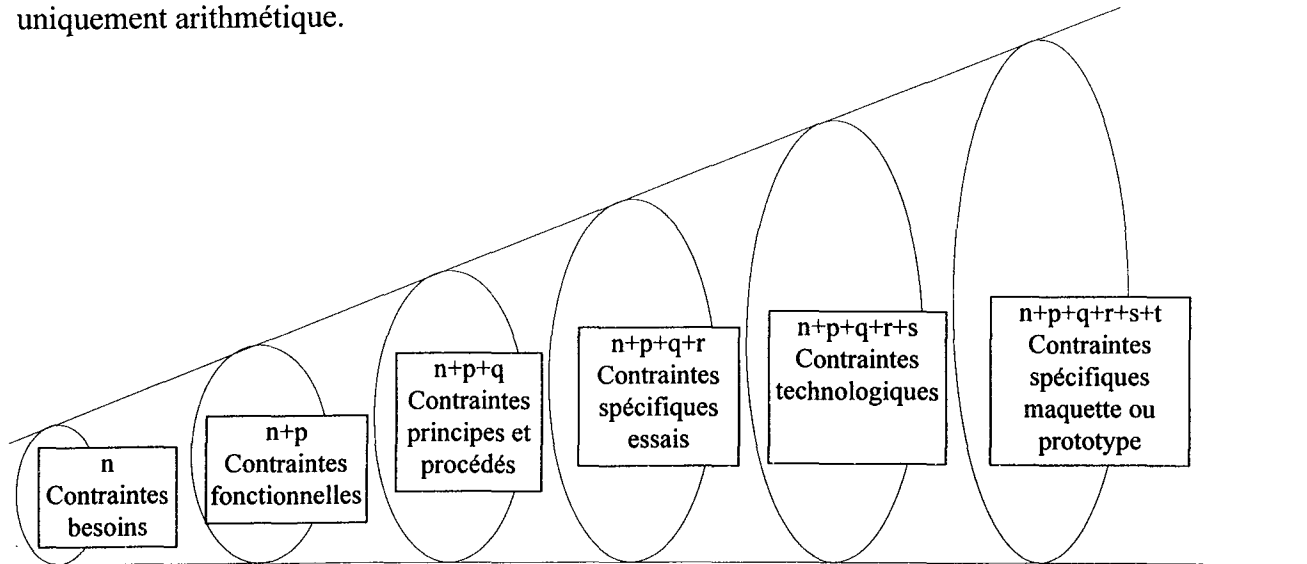 uniquement arithmétique.
n
Contraintes
besoins
n+p
Contraintes
fonctionnelles
n+p+q
Contraintes
principes et
procédés
n+p+q+r
Contraintes
spécifiques
essais
n+p+q+r+s
Contraintes
technologiques
n+p+q+r+s+t
Contraintes
spécifiques
maquette ou
prototype